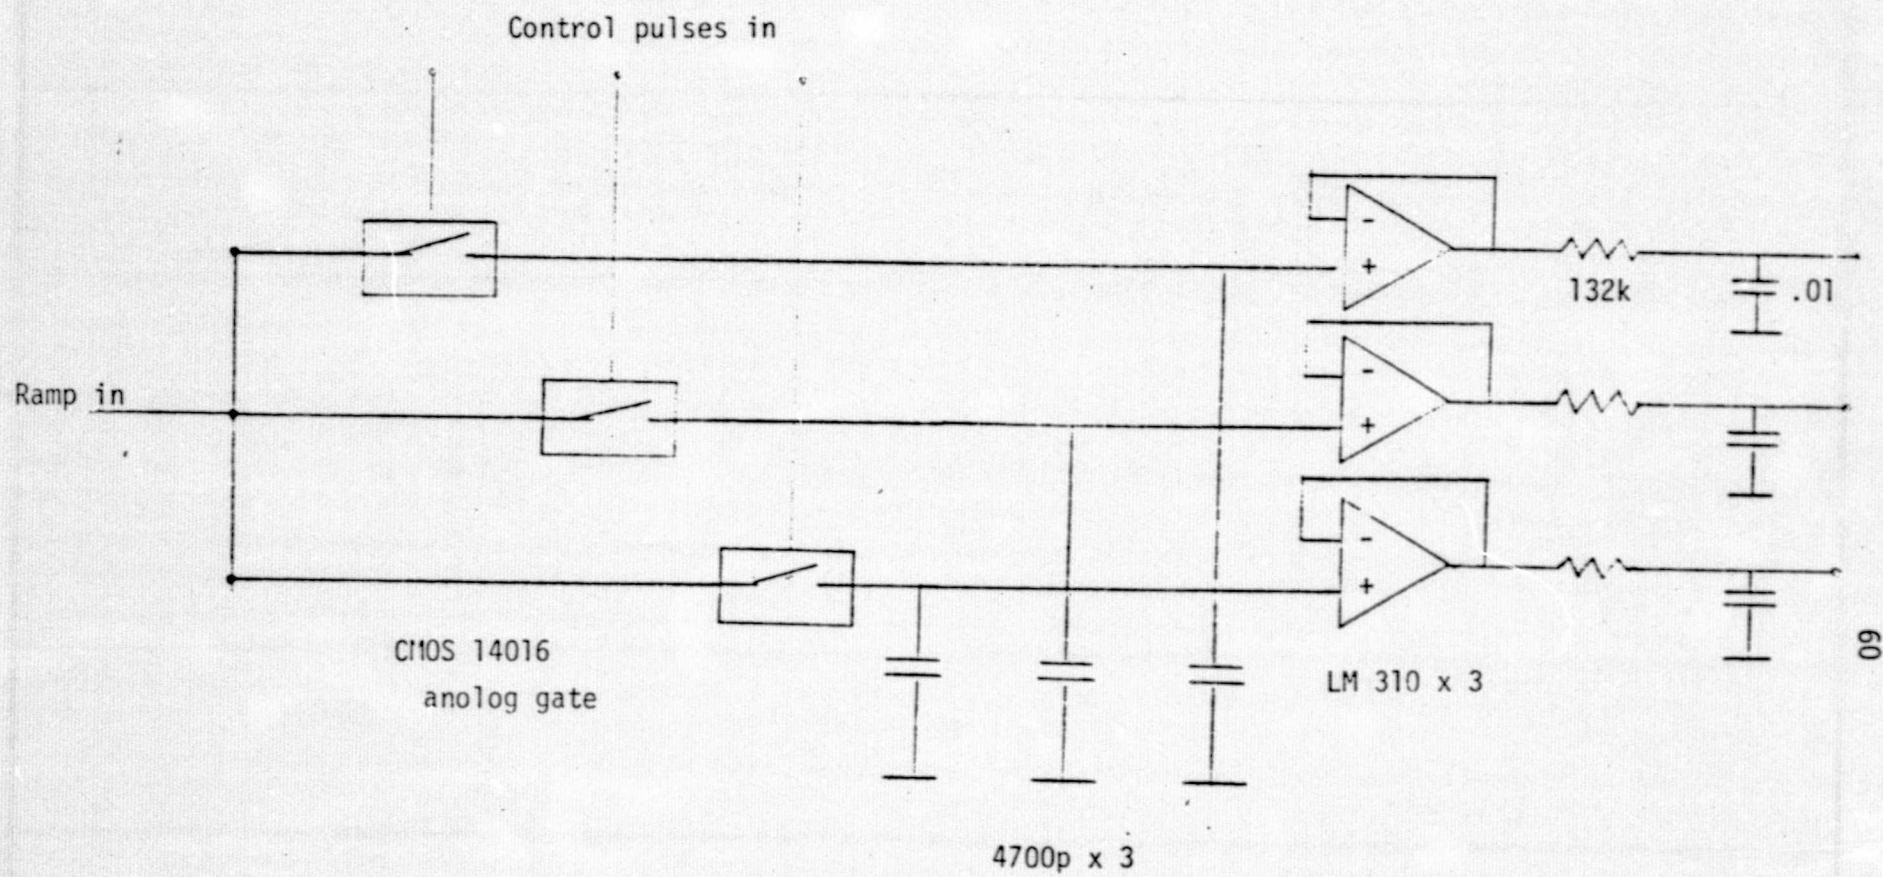 Control pulses in
- 
+
132k
.01
-
+
Ramp in
-
+
CMOS 14016
anolog gate
LM 310 x 3
60
4700p x 3